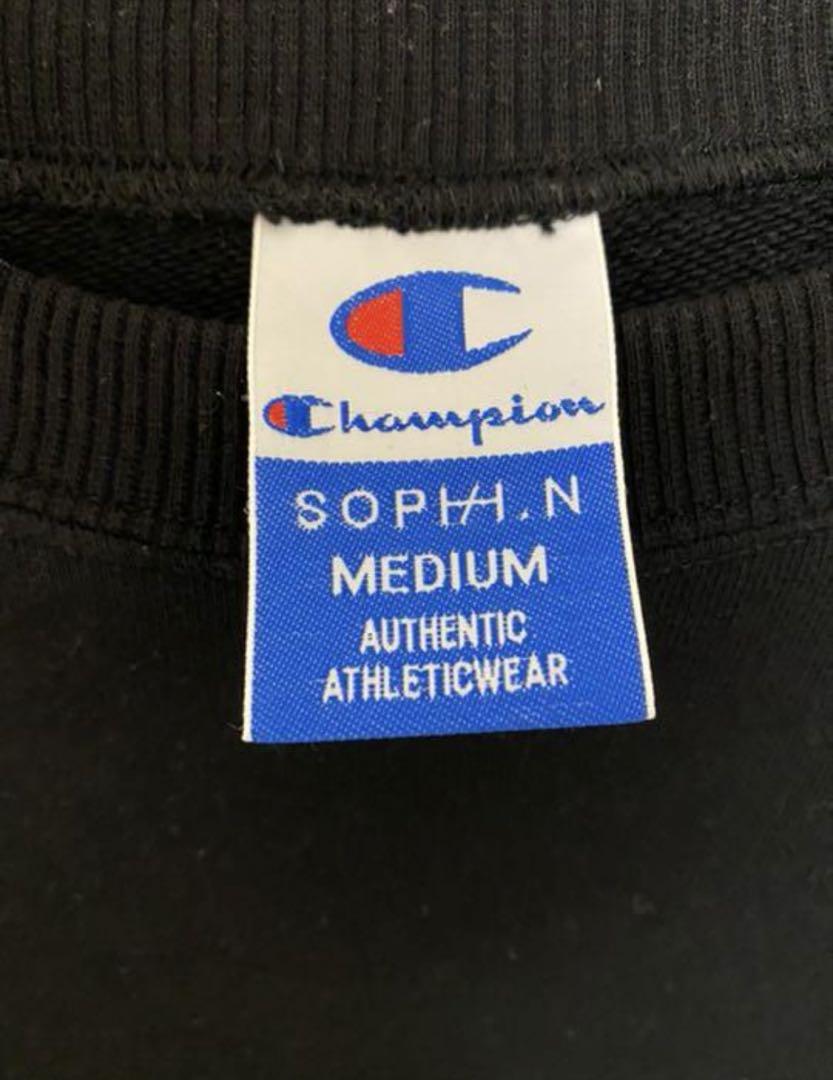 Champion
SOPH.N
MEDIUM
AUTHENTIC
ATHLETICWEAR